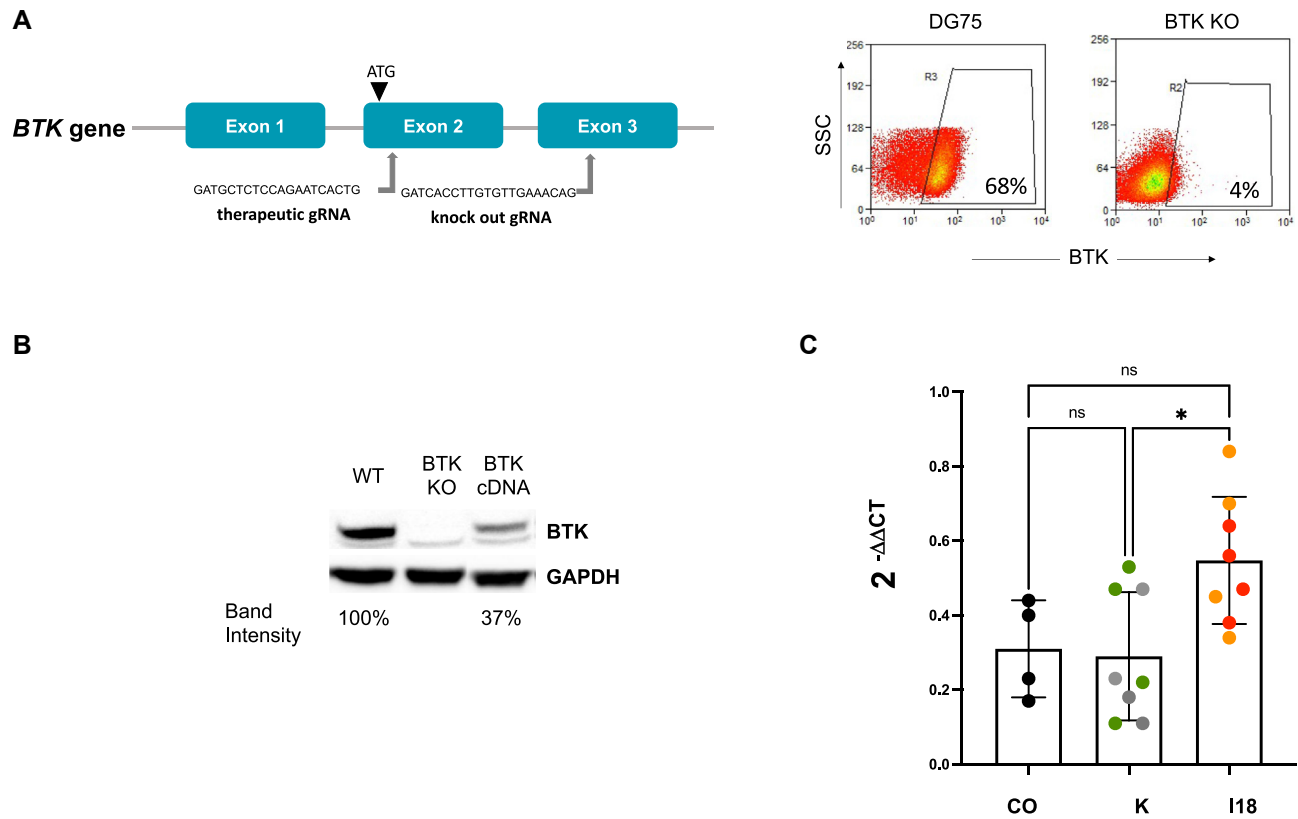 A
BTK gene
ATG
Exon 1
Exon 2
Exon 3
GATGCTCTCCAGAATCACTG
therapeutic gRNA
GATCACCTTGTGTTGAAACAG
knock out gRNA
DG75
BTK KO
SSC
256
192
128
64
0
R3
68%
10⁰ 10¹ 10² 10³ 10⁴
256
192
128
64
0
R2
4%
10⁰ 10¹ 10² 10³ 10⁴
BTK
B
WT
BTK
KO
BTK
cDNA
BTK
GAPDH
Band
Intensity
100%
37%
C
2 -ΔΔCT
1.0
0.8
0.6
0.4
0.2
0.0
ns
ns
*
CO
K
I18